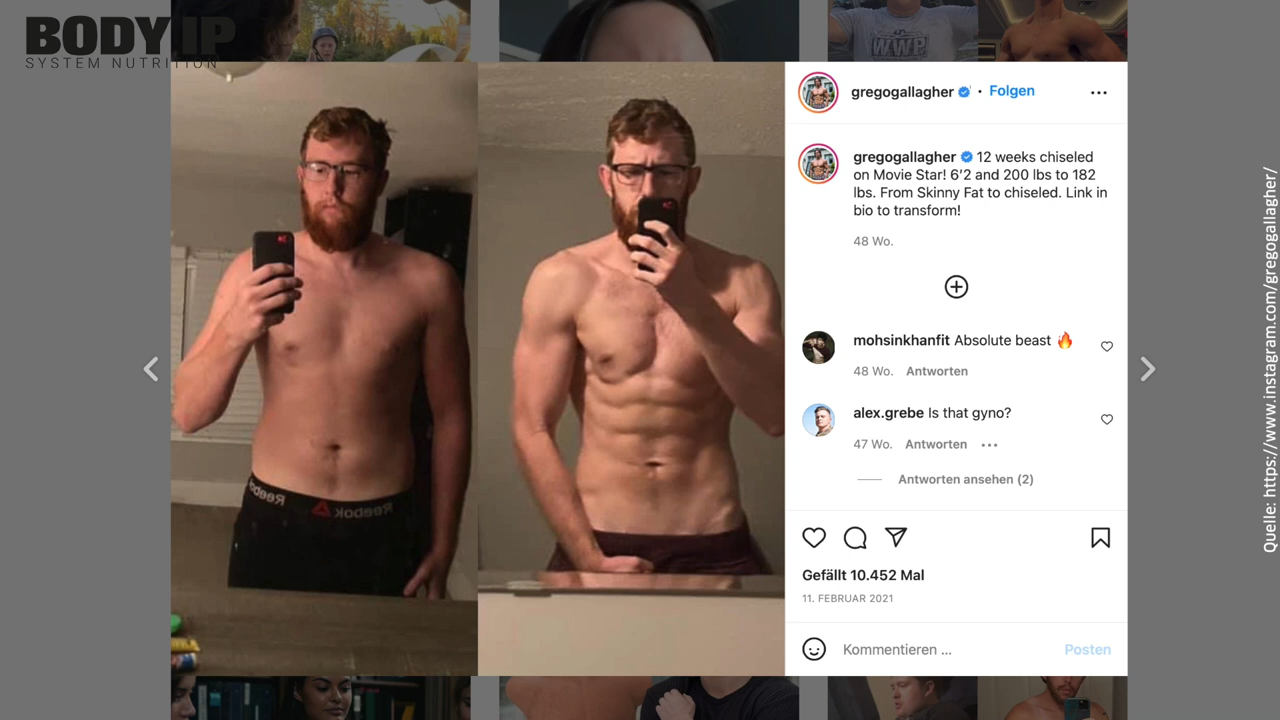 BODY IP
SYSTEM NUTRITION
WWP
gregogallagher • Folgen
gregogallagher 12 weeks chiseled
on Movie Star! 6’2 and 200 lbs to 182
lbs. From Skinny Fat to chiseled. Link in
bio to transform!
48 Wo.
mohsinkhanfit Absolute beast 🔥
48 Wo. Antworten
alex.grebe Is that gyno?
47 Wo. Antworten
Antworten ansehen (2)
Gefällt 10.452 Mal
11. FEBRUAR 2021
Kommentieren ...
Posten
Reebok
Reebok
Quelle: https://www.instagram.com/gregogallagher/